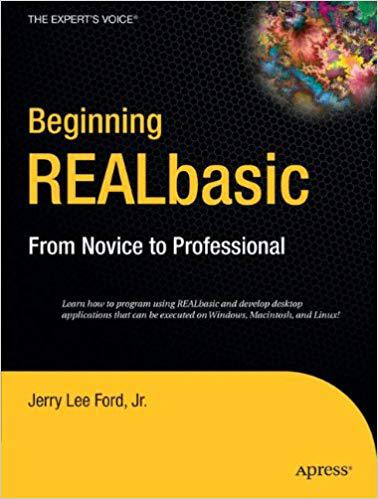 THE EXPERT'S VOICE®
Beginning
REALbasic
From Novice to Professional
Learn how to program using REALbasic and develop desktop
applications that can be executed on Windows, Macintosh, and Linux!
Jerry Lee Ford, Jr.
Apress®